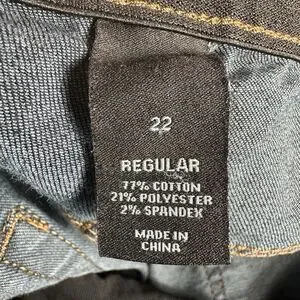 22
REGULAR
77% COTTON
21% POLYESTER
2% SPANDEX
MADE IN
CHINA